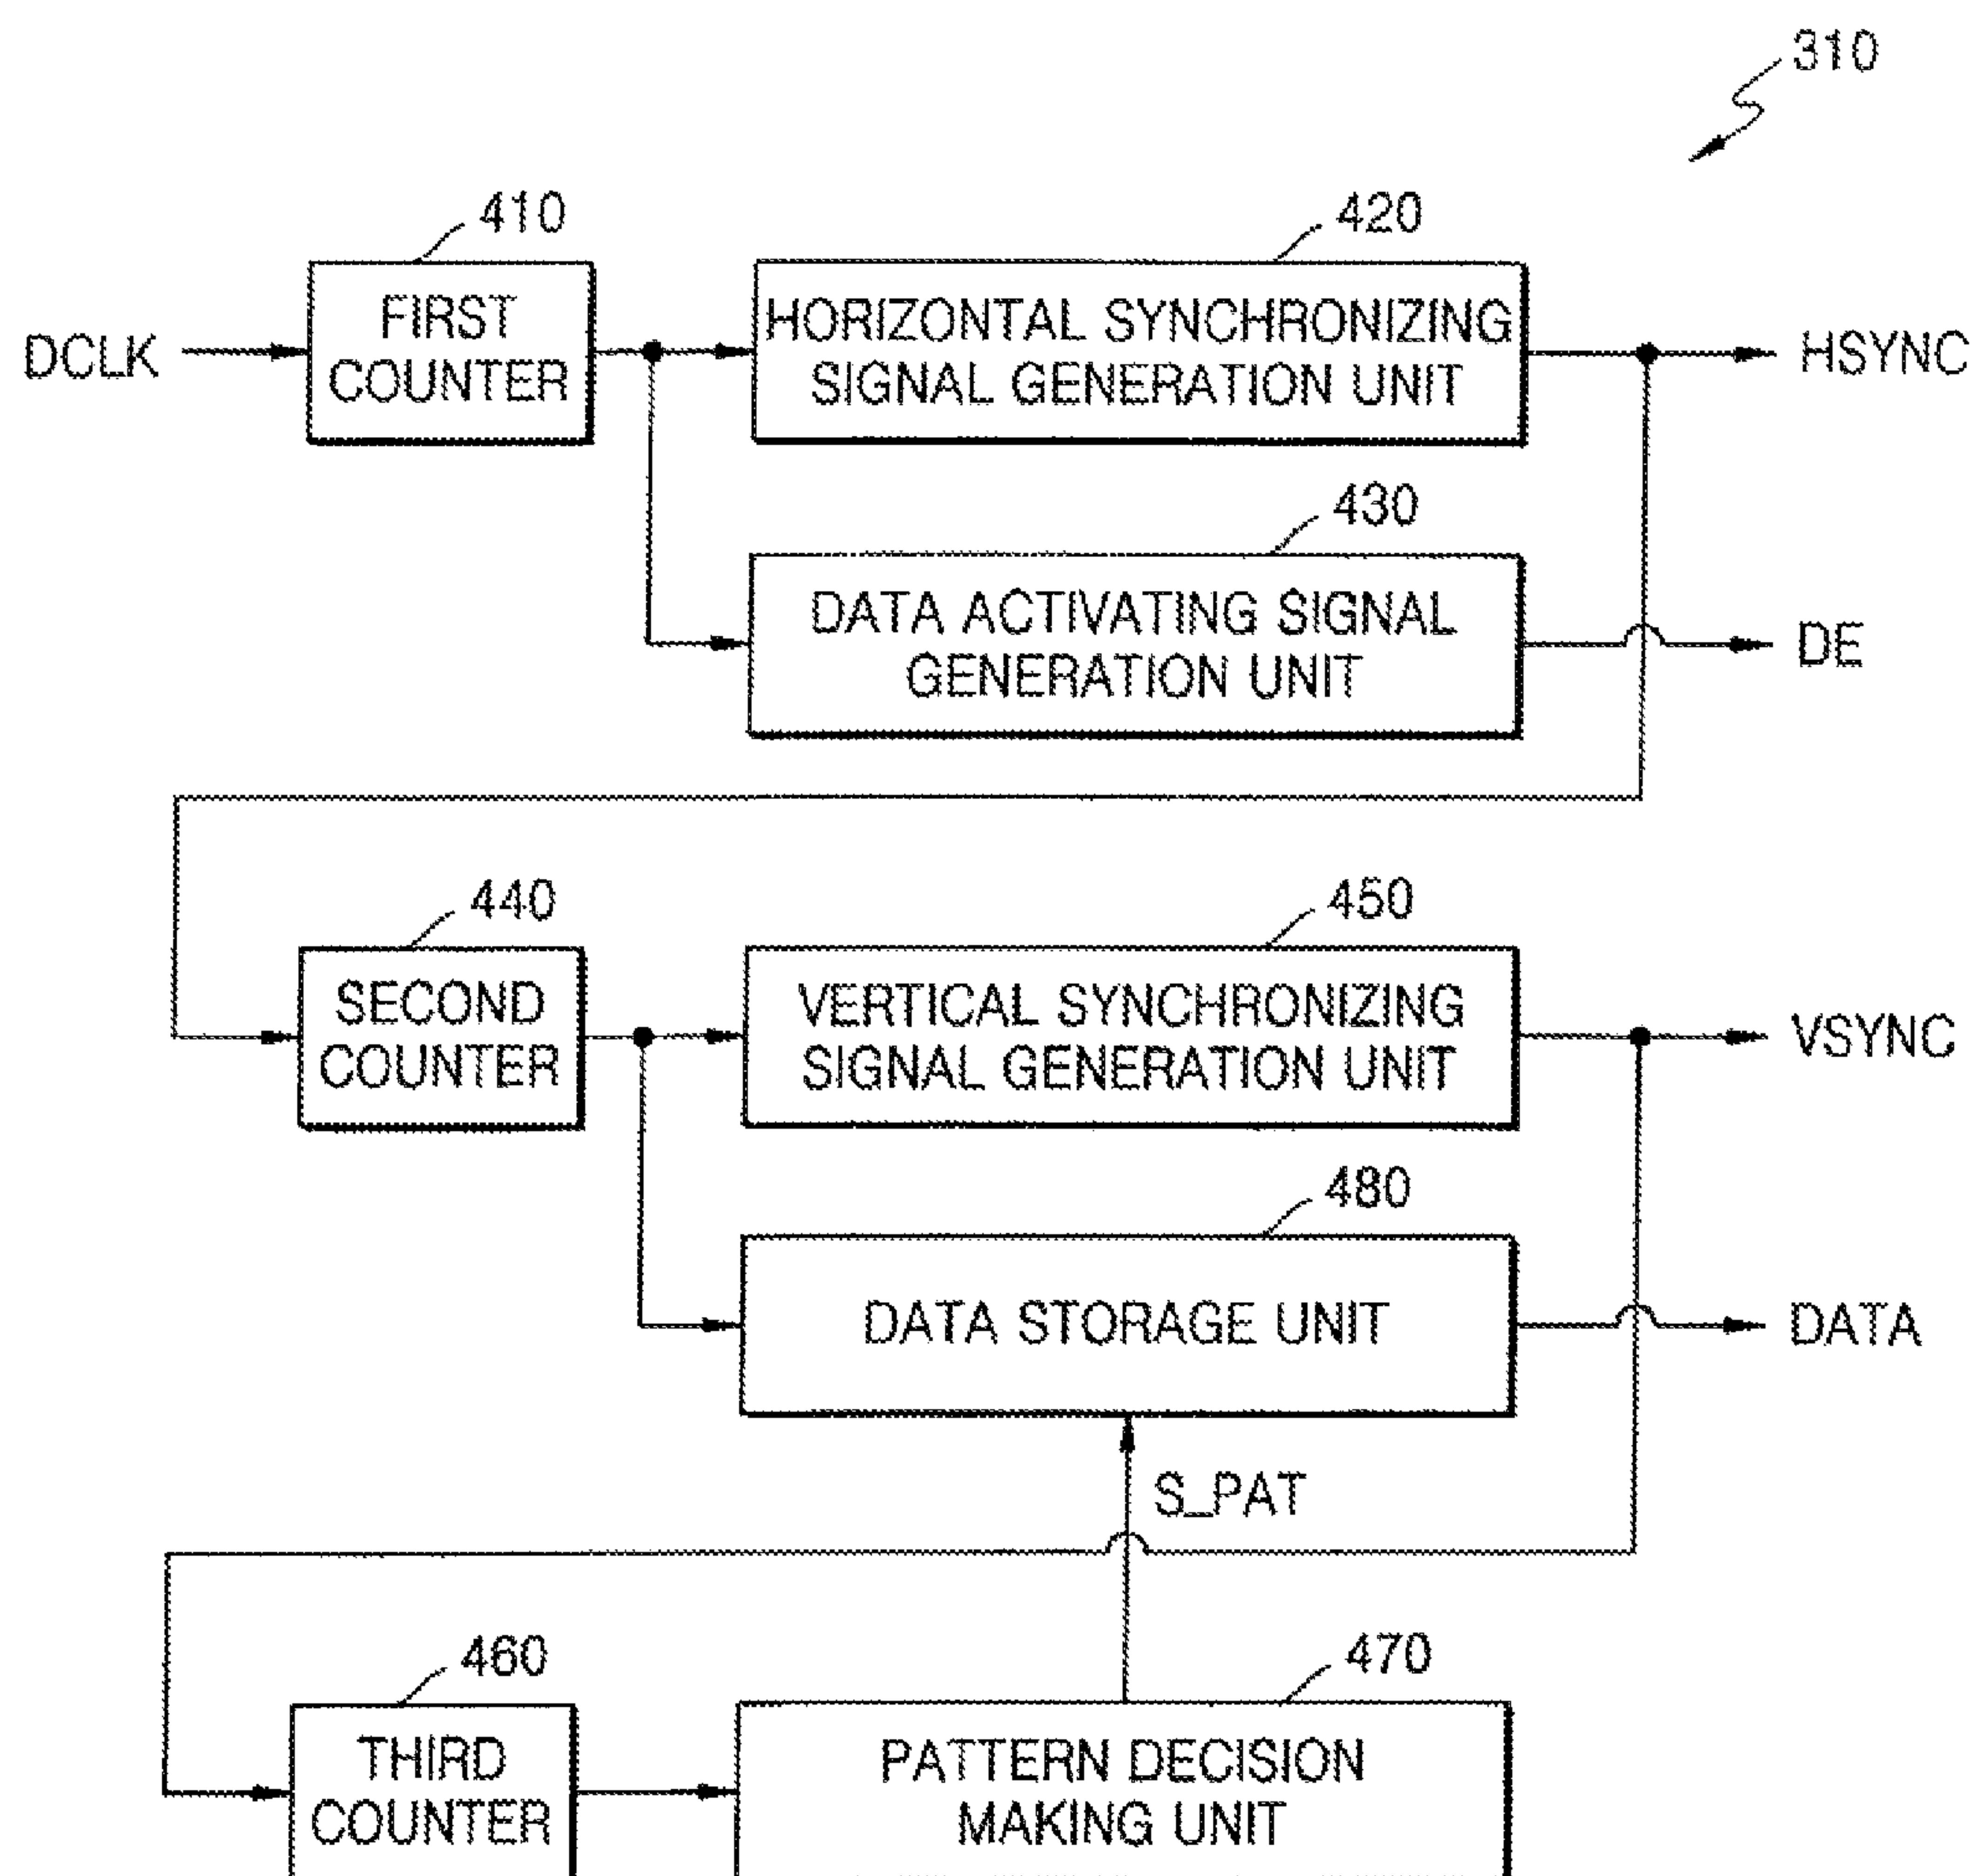 310
410
420
DCLK
FIRST
COUNTER
HORIZONTAL SYNCHRONIZING
SIGNAL GENERATION UNIT
HSYNC
430
DATA ACTIVATING SIGNAL
GENERATION UNIT
DE
440
450
SECOND
COUNTER
VERTICAL SYNCHRONIZING
SIGNAL GENERATION UNIT
VSYNC
480
DATA STORAGE UNIT
DATA
S_PAT
460
470
THIRD
COUNTER
PATTERN DECISION
MAKING UNIT